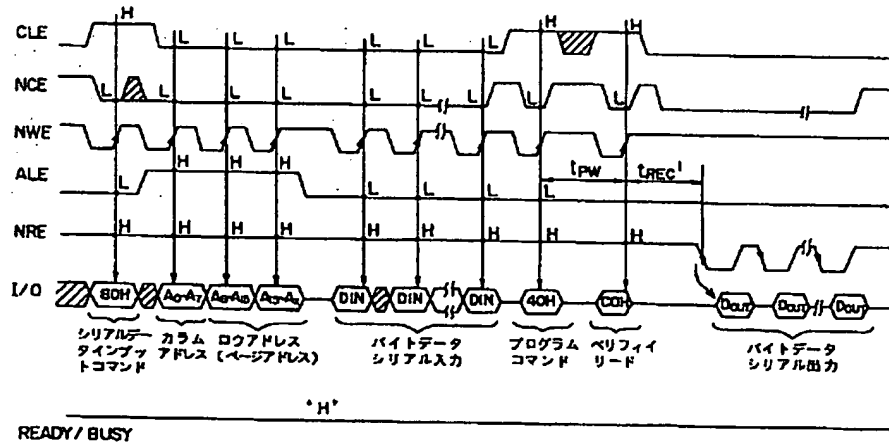 CLE H L L L L L L H H
NCE L L L L L L L L L
NWE
tPW tREC'
ALE L H H H L L L L
NRE H H H H H H H H H
I/O 80H A0~A7 DIN DIN DIN 40H C0H DOUT DOUT DOUT
シリアルデー カラム ロウアドレス バイトデータ プログラム ベリファイ バイトデータ
タインプッ アドレス (ページアドレス) シリアル入力 コマンド リード シリアル出力
トコマンド
"H"
READY/BUSY